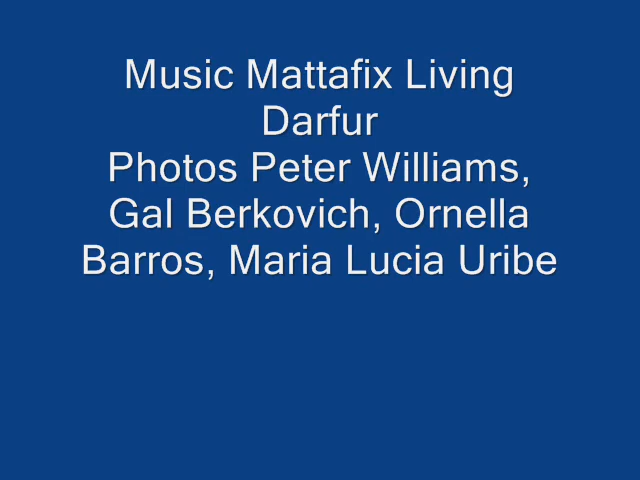 Music Mattafix Living
Darfur
Photos Peter Williams,
Gal Berkovich, Ornella
Barros, Maria Lucia Uribe